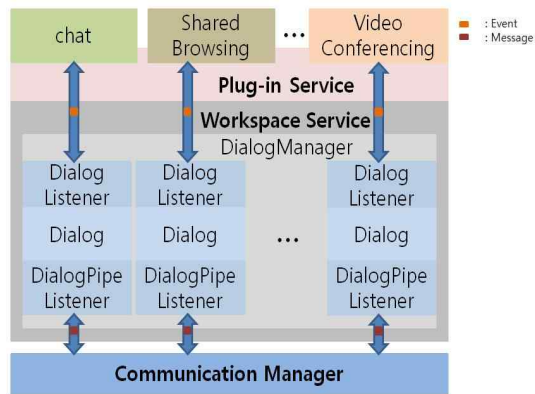 chat
Shared
Browsing
...
Video
Conferencing
: Event
: Message
Plug-in Service
Workspace Service
DialogManager
Dialog
Listener
Dialog
DialogPipe
Listener
Dialog
Listener
Dialog
DialogPipe
Listener
...
Dialog
Listener
Dialog
DialogPipe
Listener
Communication Manager